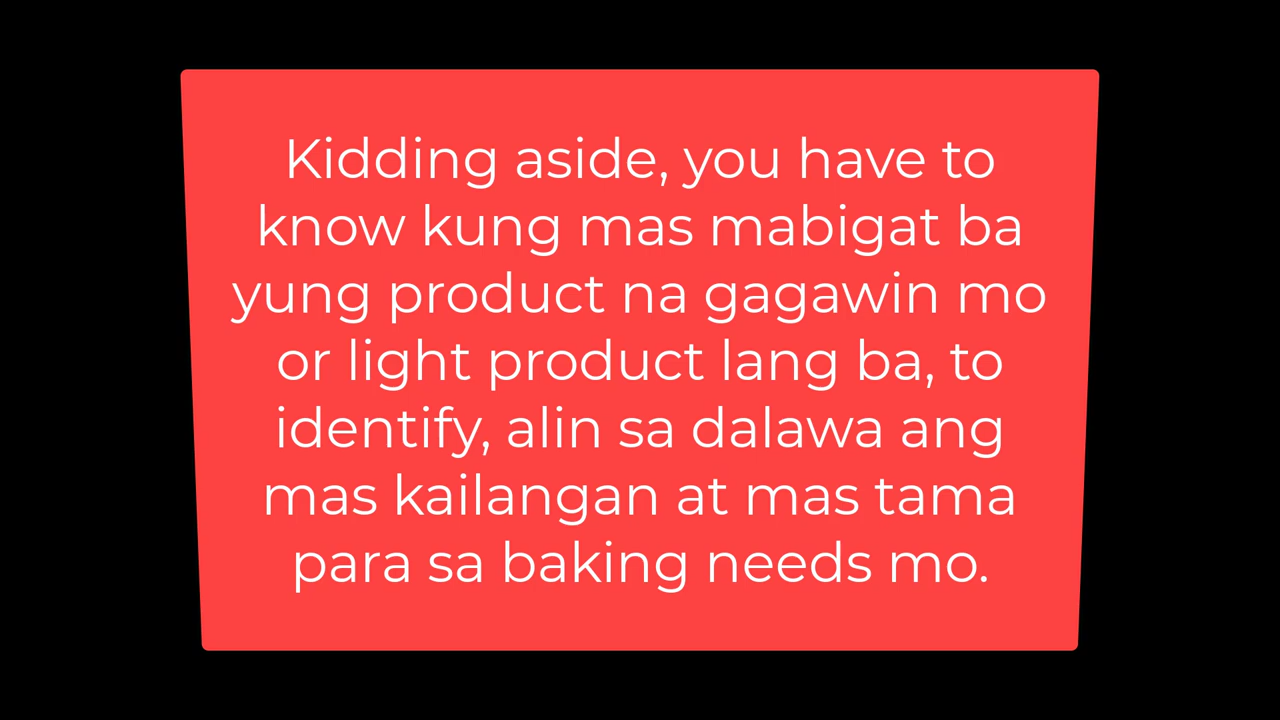 Kidding aside, you have to
know kung mas mabigat ba
yung product na gagawin mo
or light product lang ba, to
identify, alin sa dalawa ang
mas kailangan at mas tama
para sa baking needs mo.